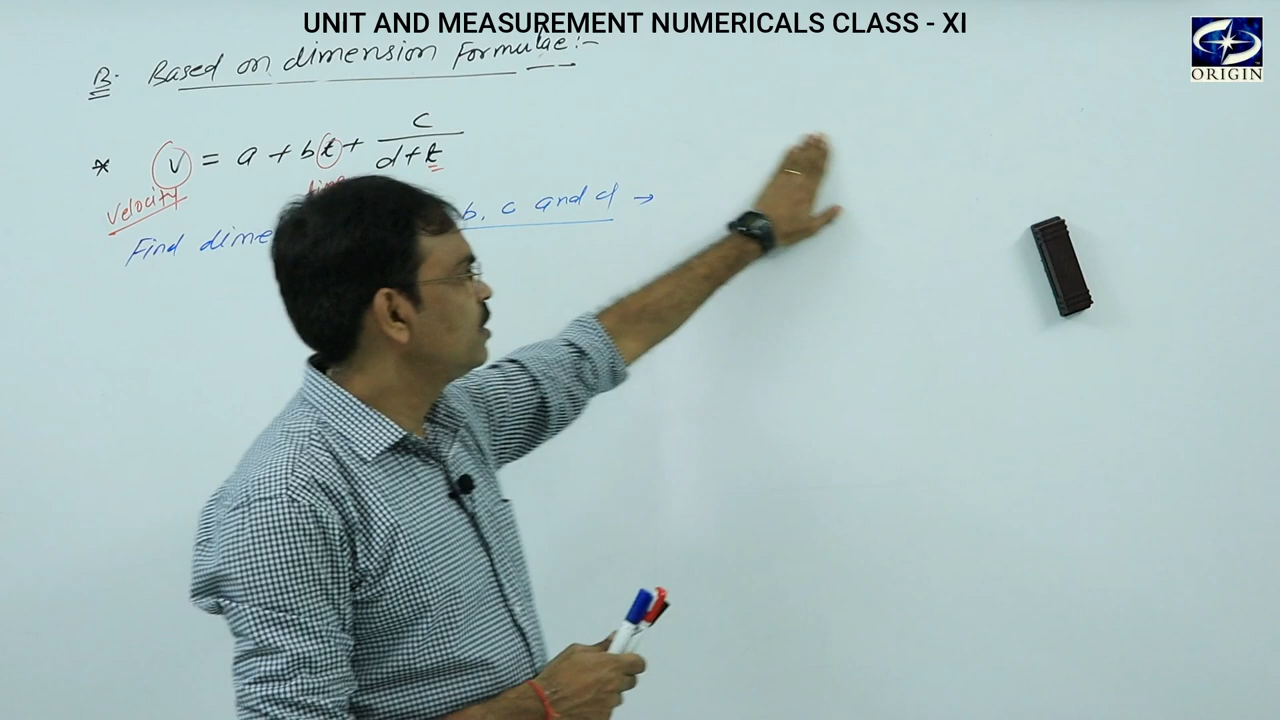 UNIT AND MEASUREMENT NUMERICALS CLASS - XI
ORIGIN
B. Based on dimension Formulae:-
* v = a + bt + c/(d+t)
Velocity
Find dime b, c and d →